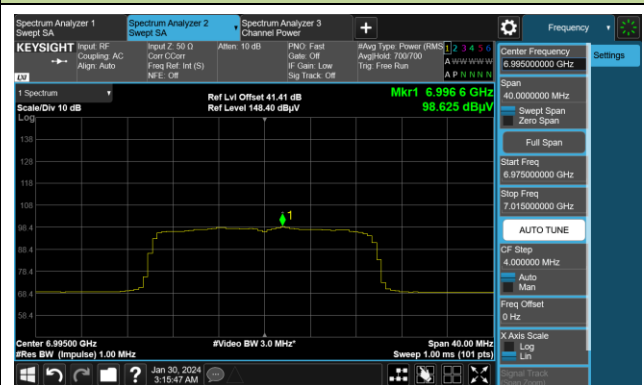 Spectrum Analyzer 1
Swept SA
Spectrum Analyzer 2
Swept SA
Spectrum Analyzer 3
Channel Power
Frequency
KEYSIGHT
Input: RF
Coupling: AC
Align: Auto
Input Z: 50 Ω
Corr CCorr
Freq Ref: Int (S)
NFE: Off
Atten: 10 dB
PNO: Fast
Gate: Off
IF Gain: Low
Sig Track: Off
#Avg Type: Power (RMS
Avg|Hold: 700/700
Trig: Free Run
1 2 3 4 5 6
A W W W W W
A P N N N N
LXI
1 Spectrum
Scale/Div 10 dB
Log
Ref Lvl Offset 41.41 dB
Ref Level 148.40 dBµV
Mkr1 6.996 6 GHz
98.625 dBµV
138
128
118
108
98.4
88.4
78.4
68.4
58.4
1
Center 6.99500 GHz
#Res BW (Impulse) 1.00 MHz
#Video BW 3.0 MHz*
Span 40.00 MHz
Sweep 1.00 ms (101 pts)
Center Frequency
6.995000000 GHz
Settings
Span
40.0000000 MHz
Swept Span
Zero Span
Full Span
Start Freq
6.975000000 GHz
Stop Freq
7.015000000 GHz
AUTO TUNE
CF Step
4.000000 MHz
Auto
Man
Freq Offset
0 Hz
X Axis Scale
Log
Lin
Signal Track
(Span Zoom)
Jan 30, 2024
3:15:47 AM